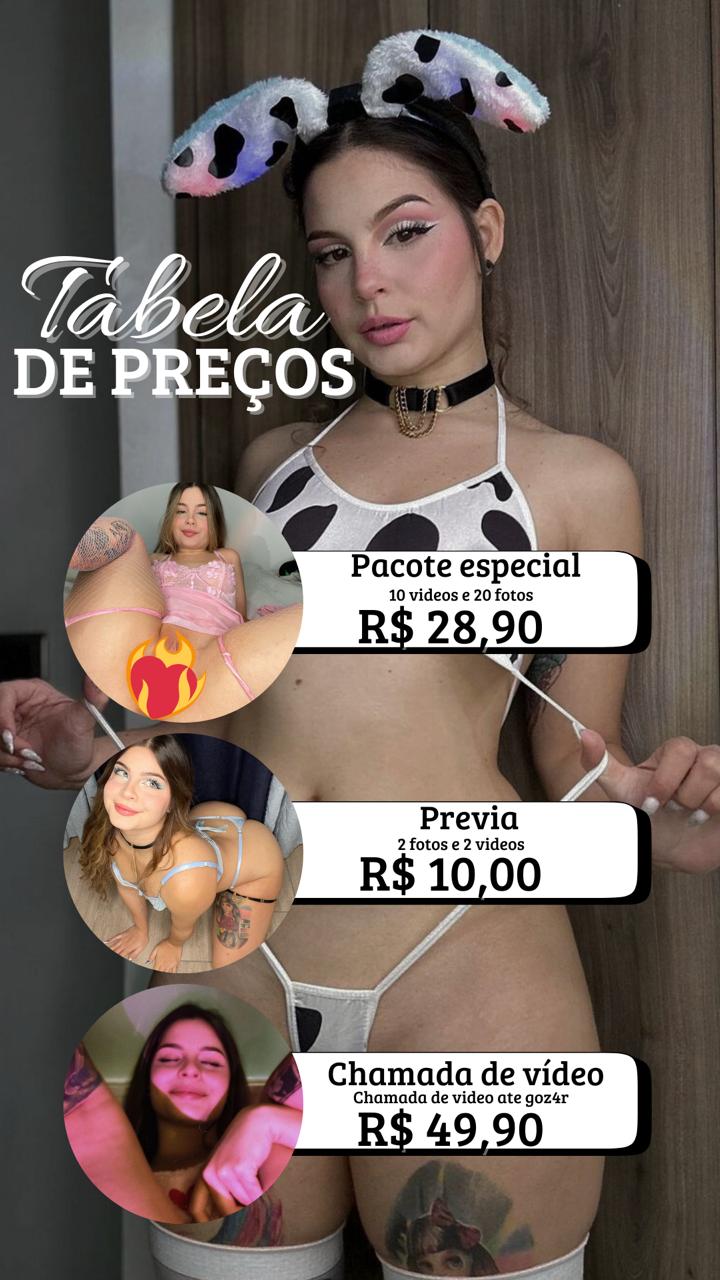 Tabela
DE PREÇOS
Pacote especial
10 videos e 20 fotos
R$ 28,90
Previa
2 fotos e 2 videos
R$ 10,00
Chamada de vídeo
Chamada de video ate goz4r
R$ 49,90